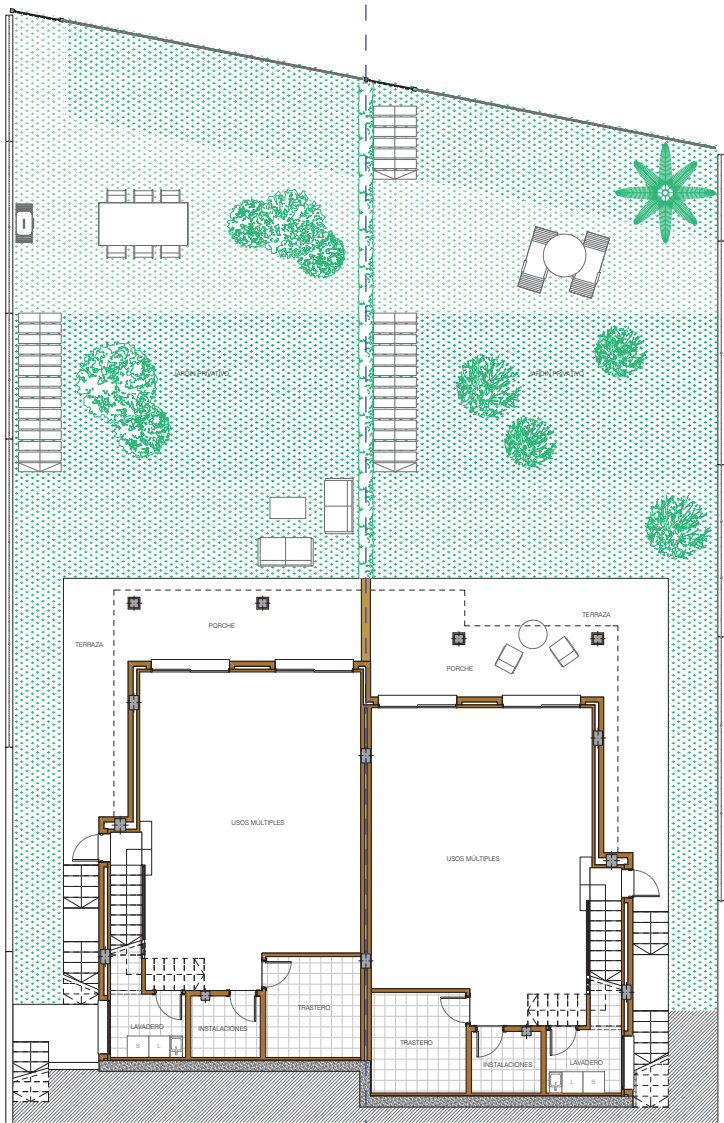 JARDÍN PRIVATIVO
JARDÍN PRIVATIVO
TERRAZA
PORCHE
PORCHE
TERRAZA
USOS MÚLTIPLES
USOS MÚLTIPLES
TRASTERO
LAVADERO
INSTALACIONES
S L
TRASTERO
INSTALACIONES
LAVADERO
L S